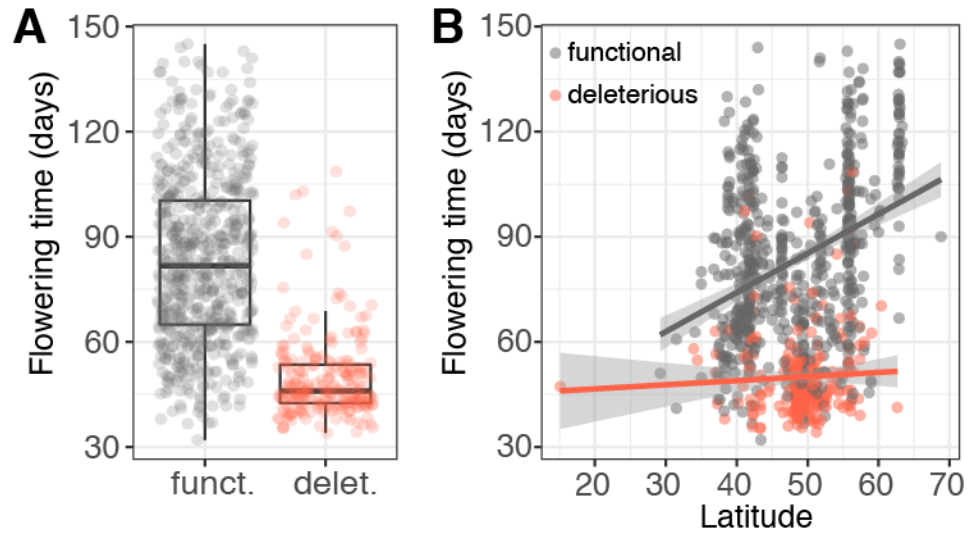 A
Flowering time (days)
150
120
90
60
30
funct.
delet.
B
Flowering time (days)
150
120
90
60
30
functional
deleterious
20
30
40
50
60
70
Latitude